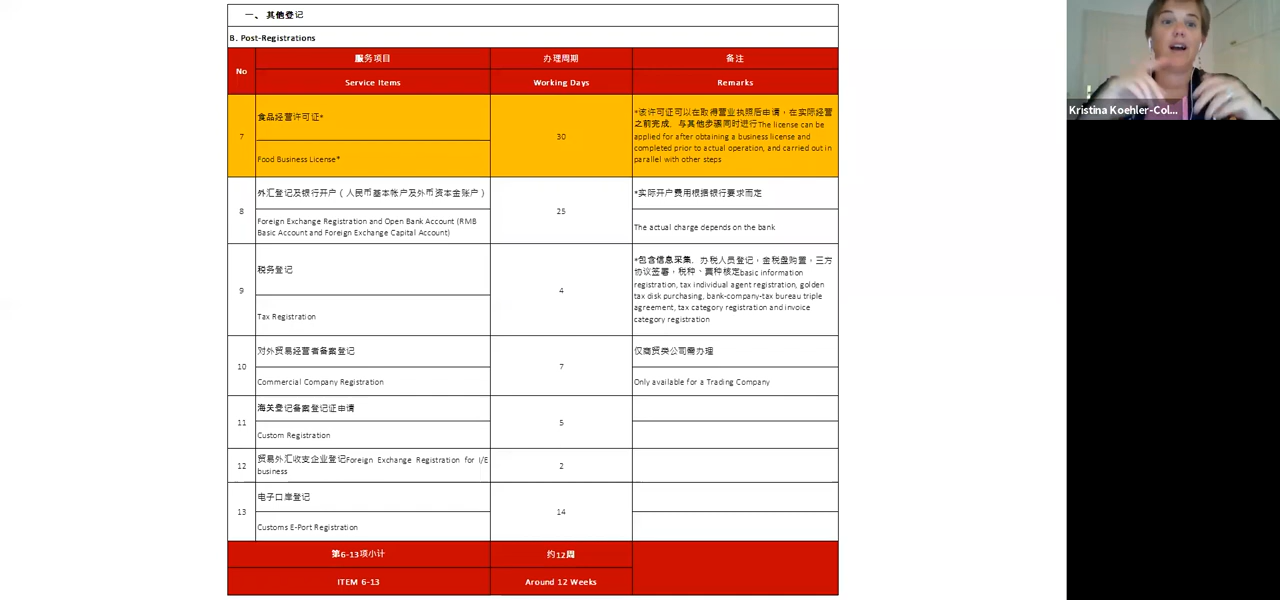 一、 其他登记
B. Post-Registrations
No
服务项目
办理周期
备注
Service Items
Working Days
Remarks
7
食品经营许可证*
Food Business License*
30
*该许可证可以在取得营业执照后申请，在实际经营
之前完成，与其他步骤同时进行The license can be
applied for after obtaining a business license and
completed prior to actual operation, and carried out in
parallel with other steps
8
外汇登记及银行开户（人民币基本帐户及外币资本金账户）
Foreign Exchange Registration and Open Bank Account (RMB
Basic Account and Foreign Exchange Capital Account)
25
*实际开户费用根据银行要求而定
The actual charge depends on the bank
9
税务登记
Tax Registration
4
*包含信息采集，办税人员登记，金税盘购置，三方
协议签署，税种、票种核定basic information
registration, tax individual agent registration, golden
tax disk purchasing, bank-company-tax bureau triple
agreement, tax category registration and invoice
category registration
10
对外贸易经营者备案登记
Commercial Company Registration
7
仅商贸类公司需办理
Only available for a Trading Company
11
海关登记备案登记证申请
Custom Registration
5
12
贸易外汇收支企业登记Foreign Exchange Registration for I/E
business
2
13
电子口岸登记
Customs E-Port Registration
14
第6-13项小计
约12周
ITEM 6-13
Around 12 Weeks
Kristina Koehler-Col...